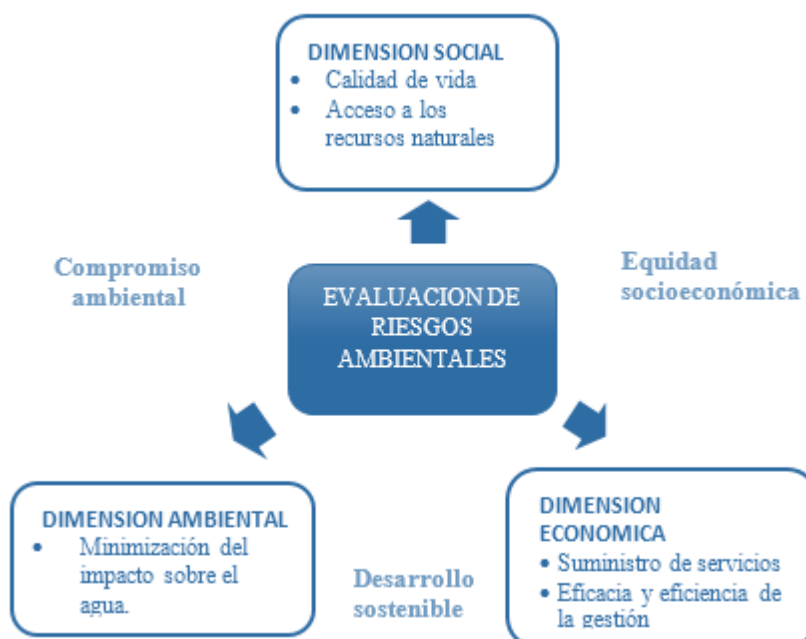 DIMENSION SOCIAL
• Calidad de vida
• Acceso a los
recursos naturales
Compromiso
ambiental
Equidad
socioeconómica
EVALUACION DE
RIESGOS
AMBIENTALES
DIMENSION AMBIENTAL
• Minimización del
impacto sobre el
agua.
Desarrollo
sostenible
DIMENSION
ECONOMICA
• Suministro de servicios
• Eficacia y eficiencia de
la gestión